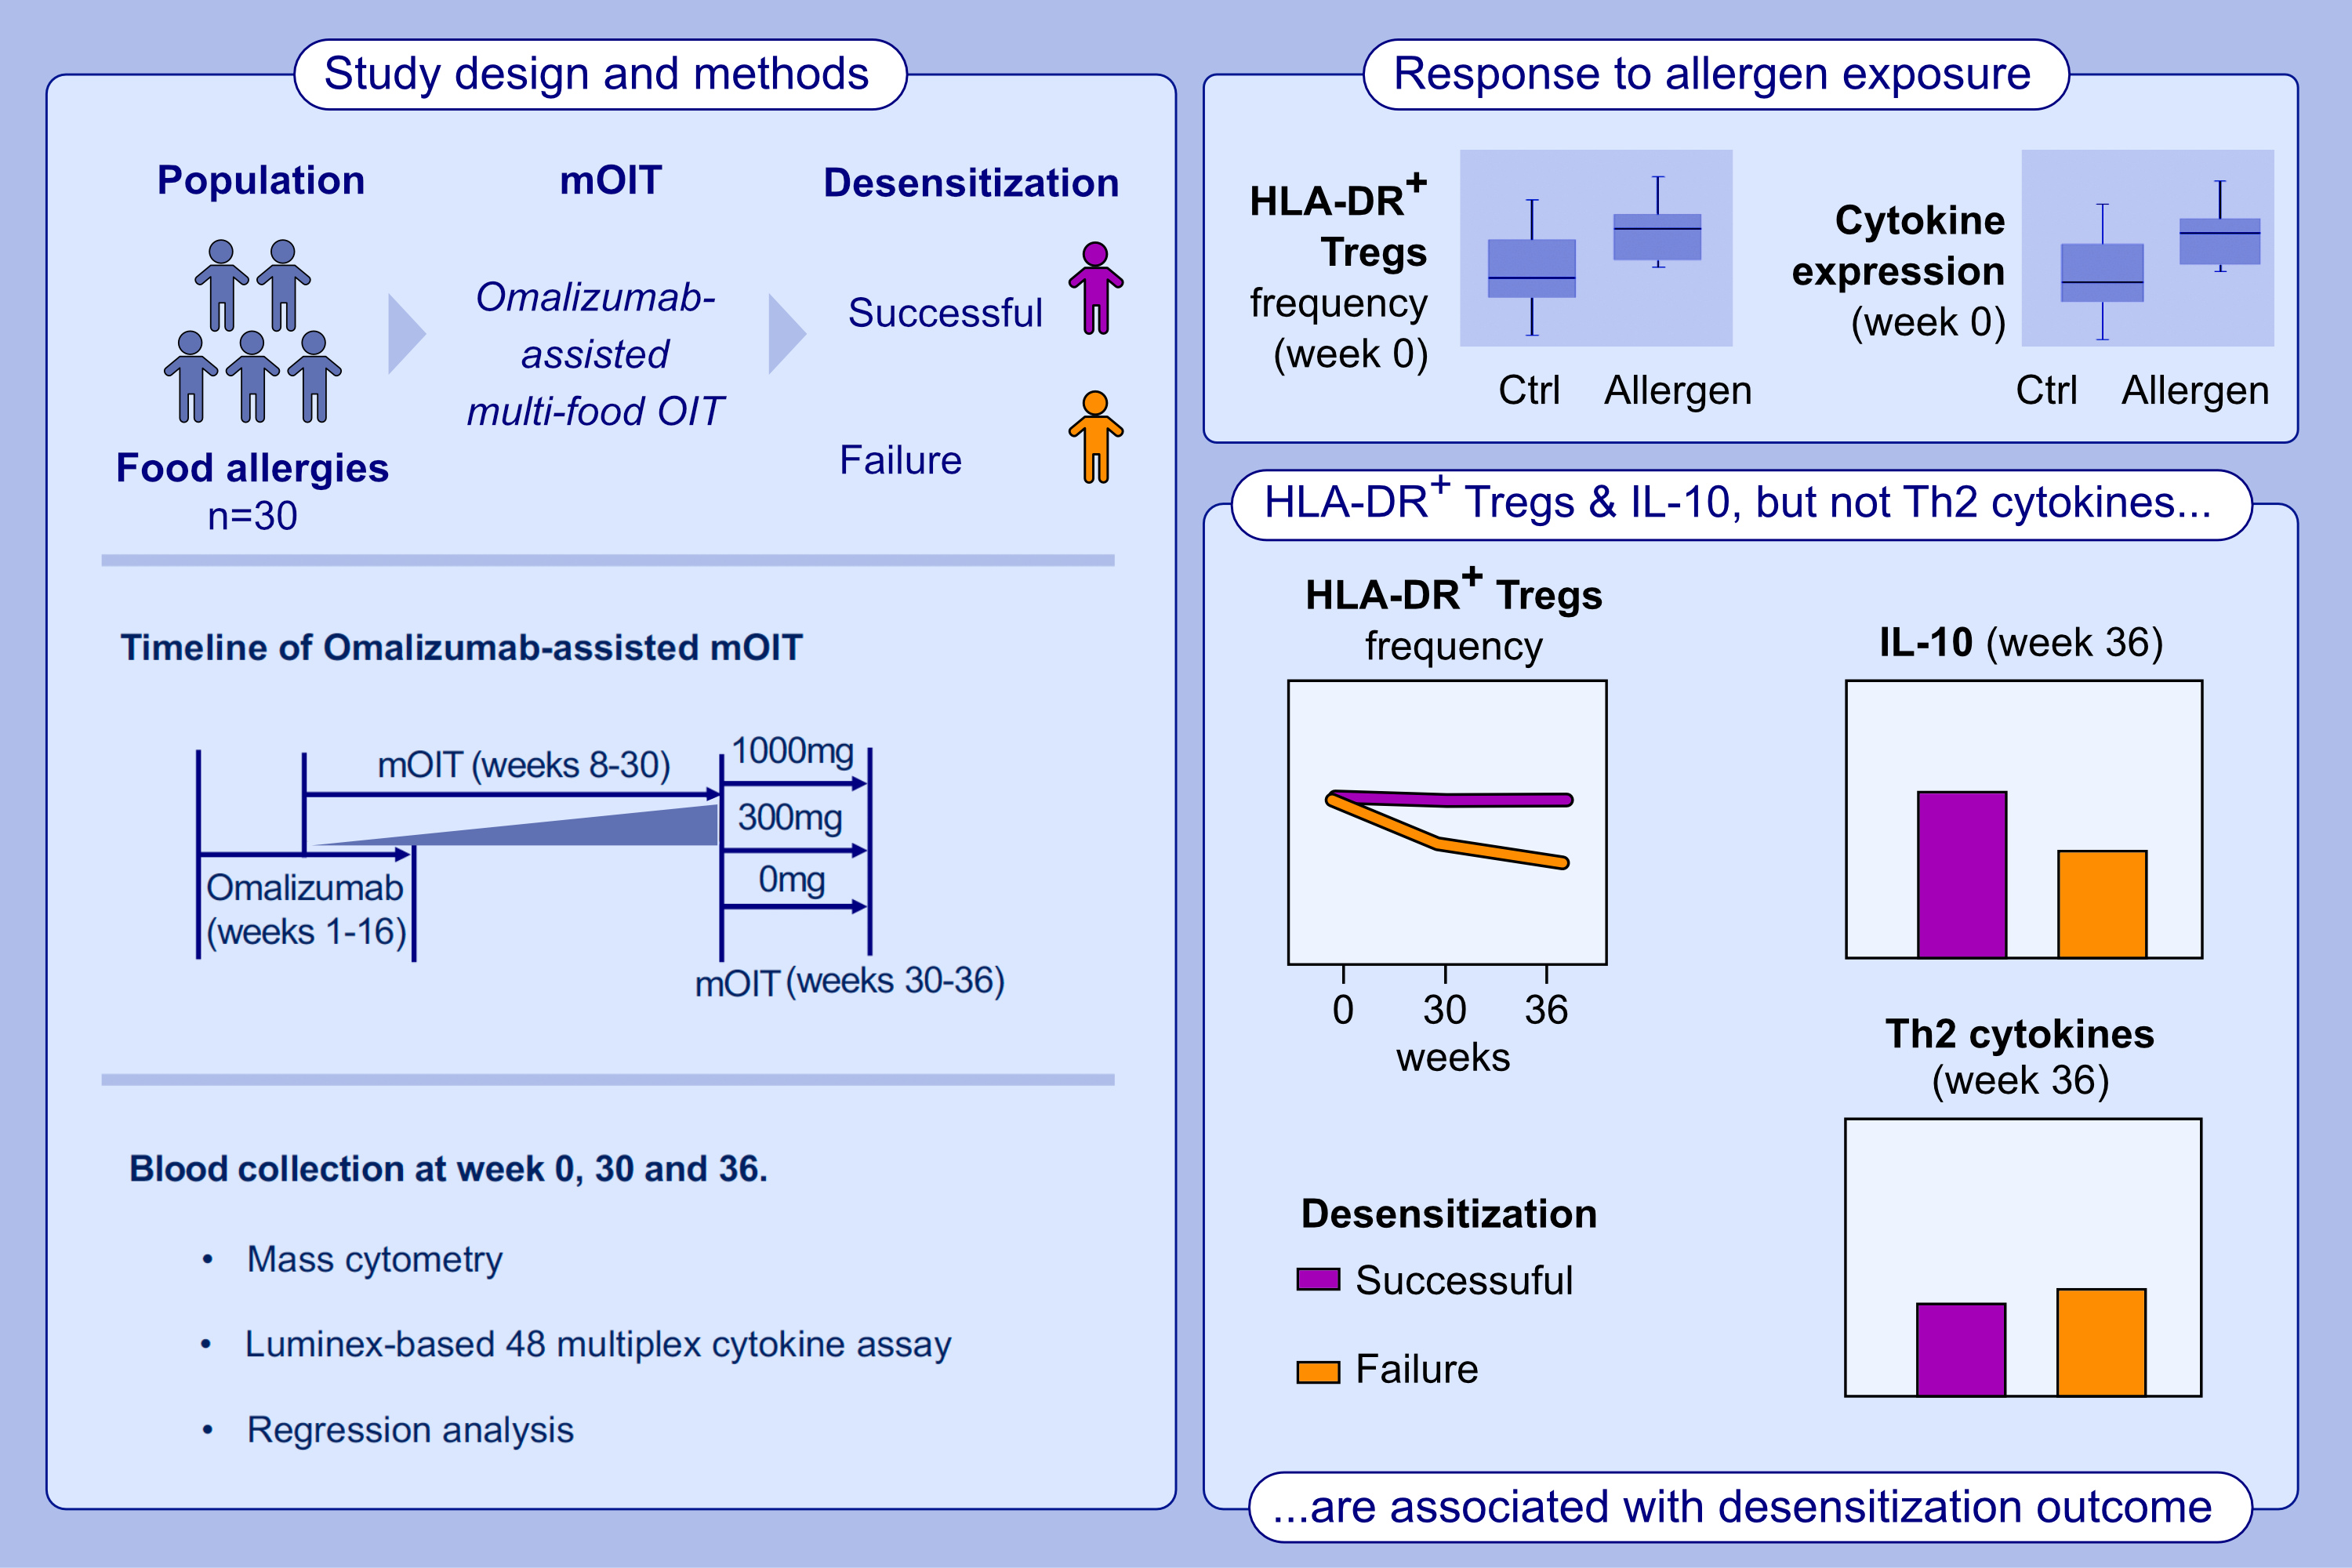 Study design and methods
Population
mOIT
Desensitization
Omalizumab-
assisted
multi-food OIT
Successful
Failure
Food allergies
n=30
Timeline of Omalizumab-assisted mOIT
mOIT (weeks 8-30)
1000mg
300mg
0mg
Omalizumab
(weeks 1-16)
mOIT (weeks 30-36)
Blood collection at week 0, 30 and 36.
• Mass cytometry
• Luminex-based 48 multiplex cytokine assay
• Regression analysis
Response to allergen exposure
HLA-DR+
Tregs
frequency
(week 0)
Ctrl Allergen
Cytokine
expression
(week 0)
Ctrl Allergen
HLA-DR+ Tregs & IL-10, but not Th2 cytokines...
HLA-DR+ Tregs
frequency
0 30 36
weeks
IL-10 (week 36)
Th2 cytokines
(week 36)
Desensitization
Successuful
Failure
...are associated with desensitization outcome